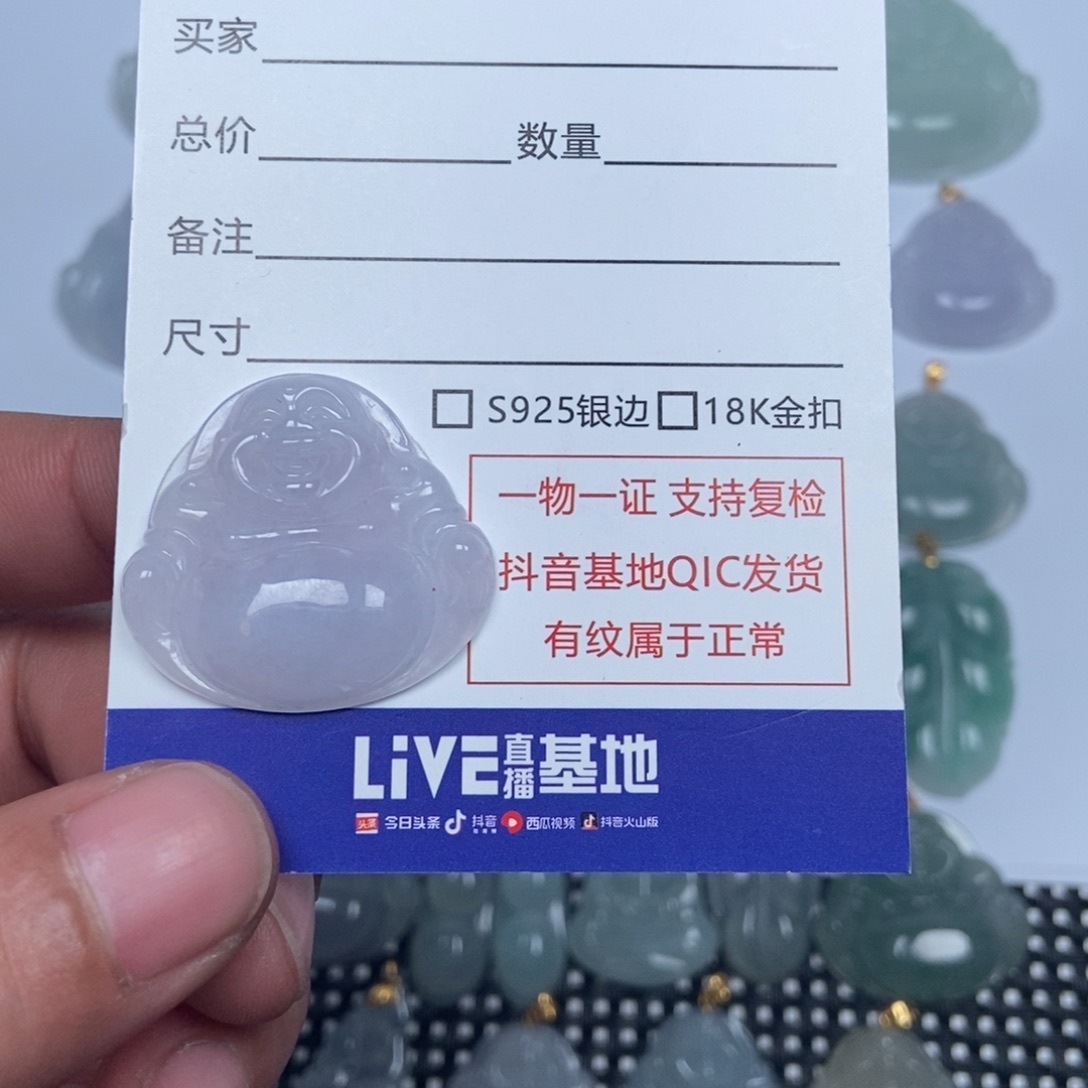 买家
总价 数量
备注
尺寸
S925银边 18K金扣
一物一证 支持复检
抖音基地QIC发货
有纹属于正常
LiVE直播基地
头条 今日头条 抖音 西瓜视频 抖音火山版